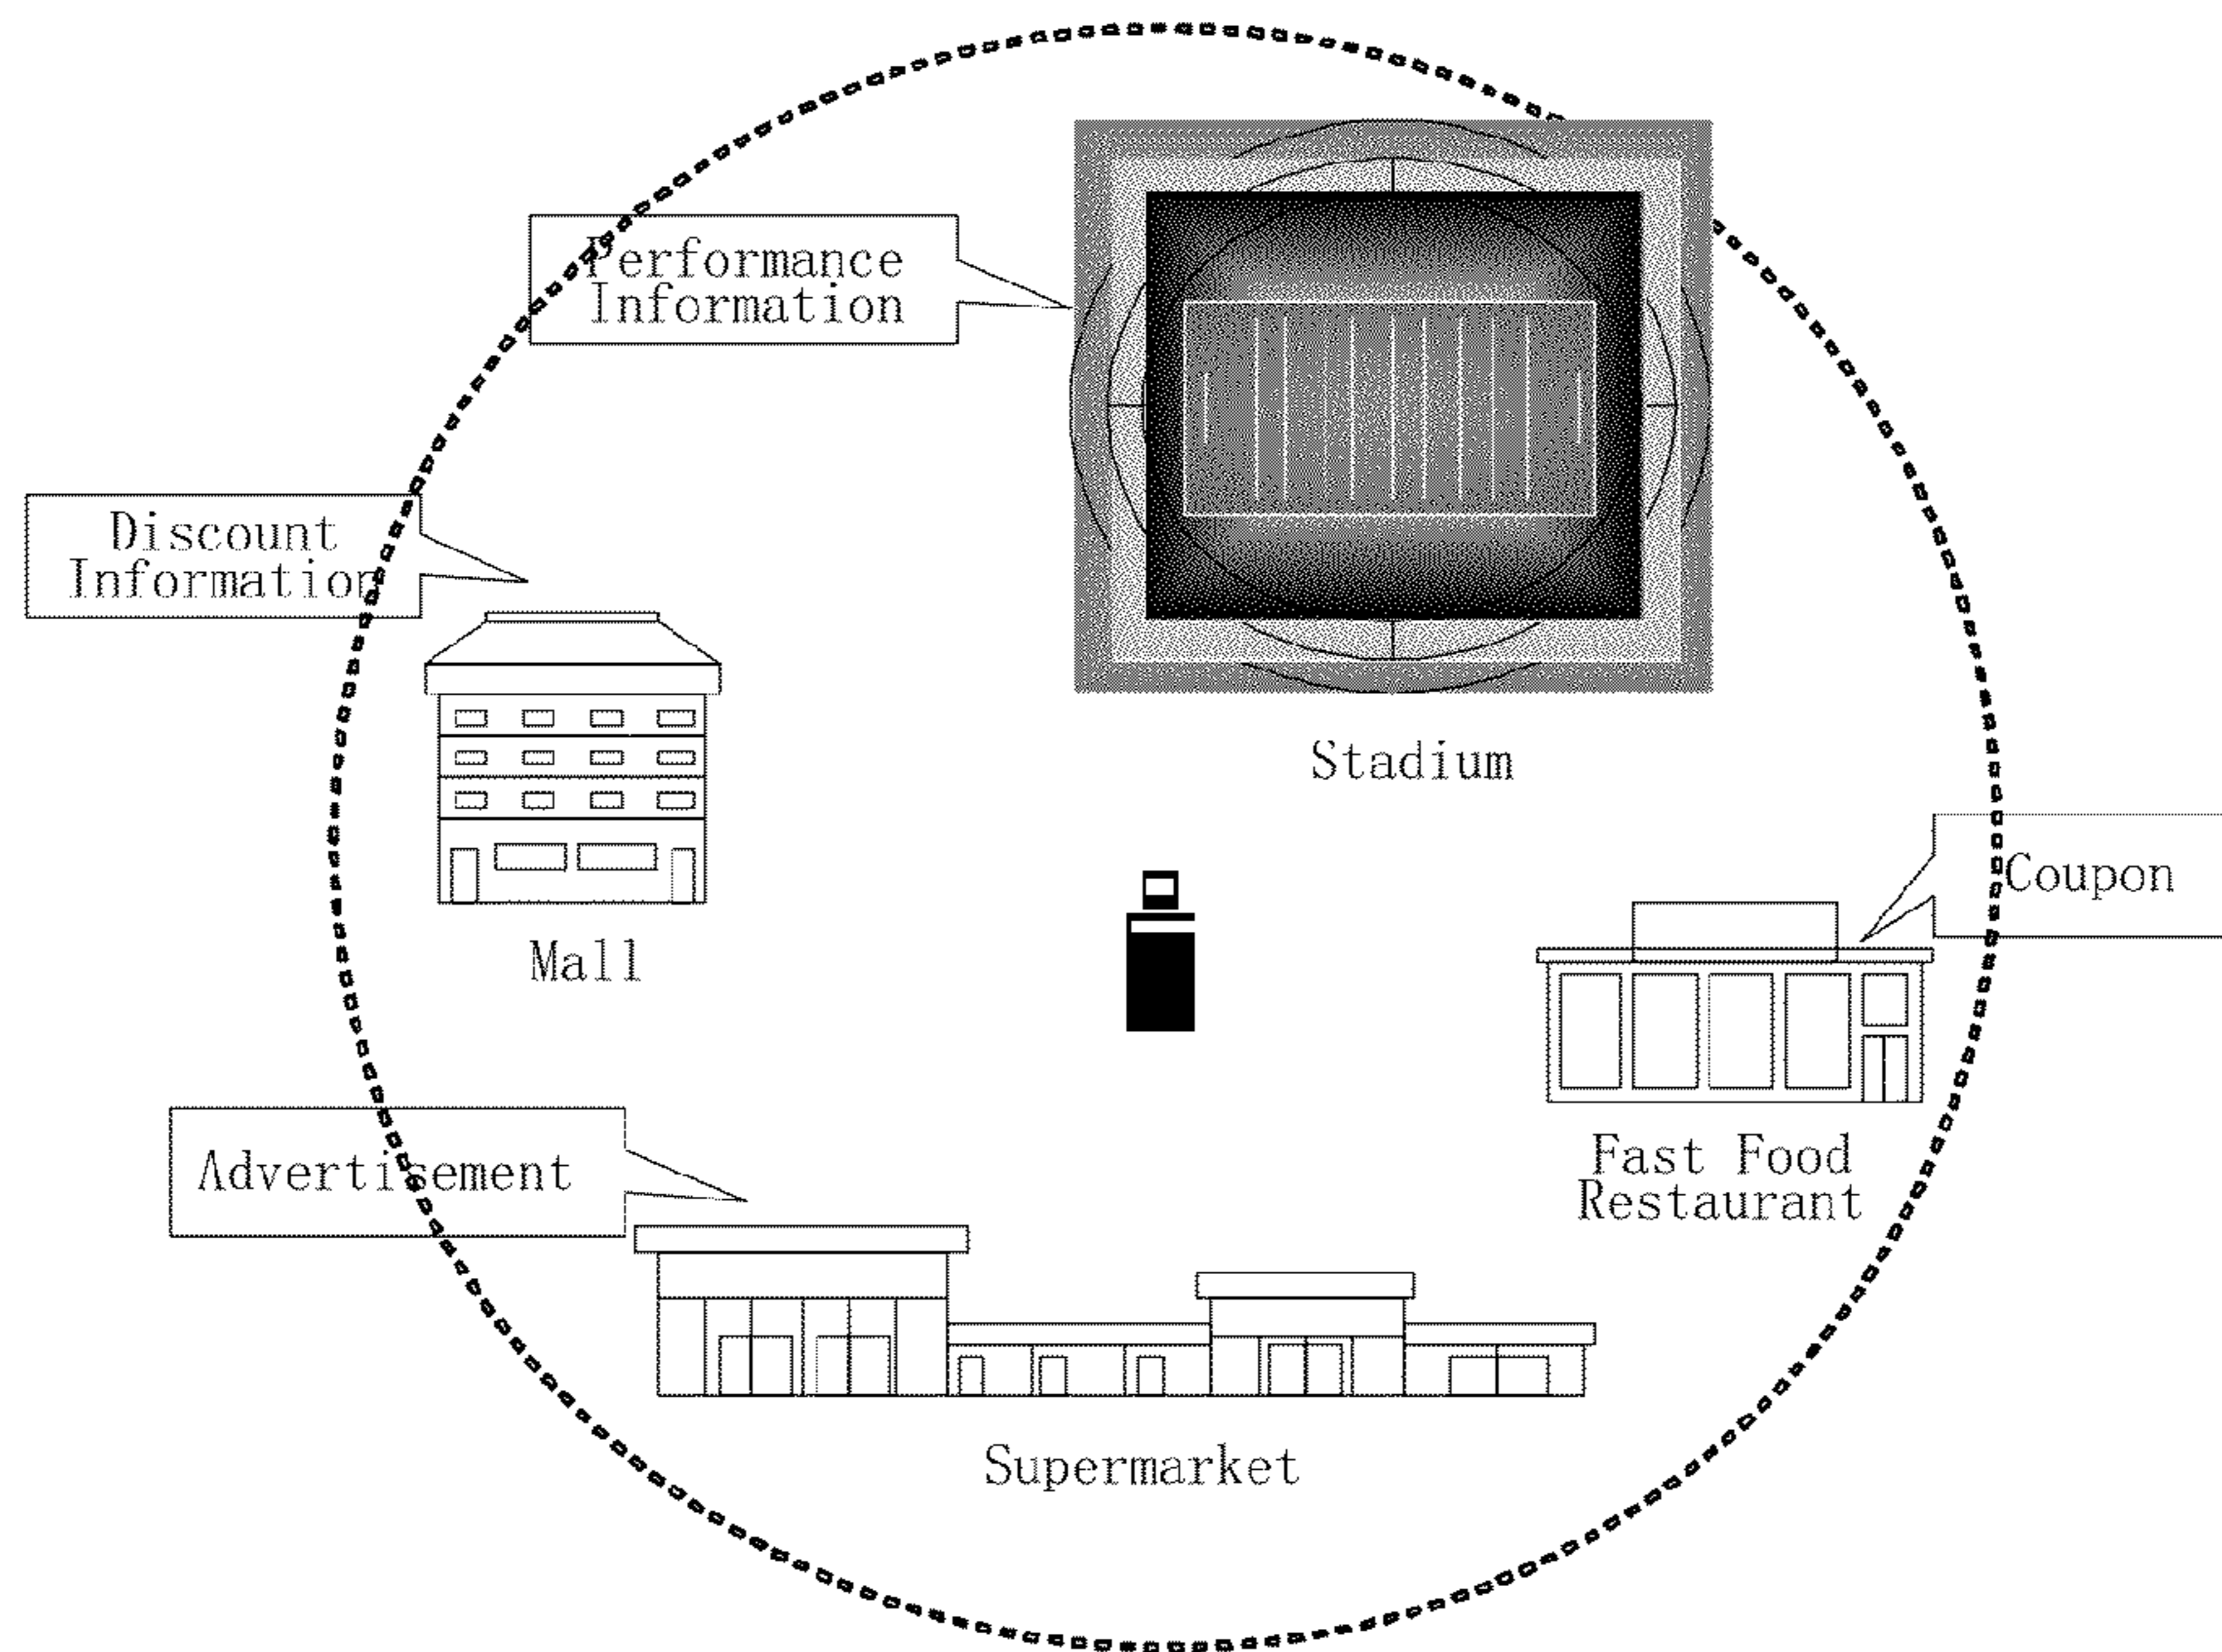 Performance
Information
Discount
Information
Stadium
Coupon
Mall
Fast Food
Restaurant
Advertisement
Supermarket